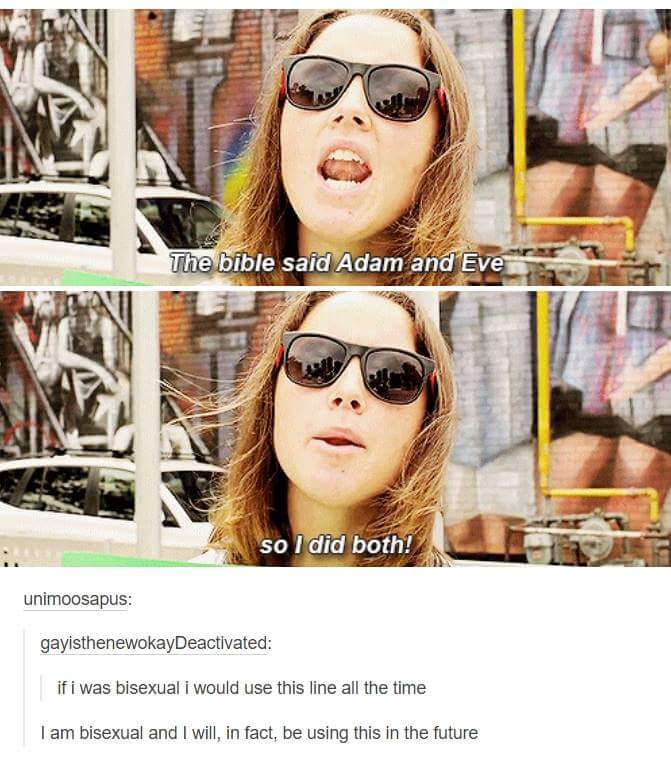 The bible said Adam and Eve
so I did both!
unimoosapus:
gayisthenewokayDeactivated:
if i was bisexual i would use this line all the time
I am bisexual and I will, in fact, be using this in the future